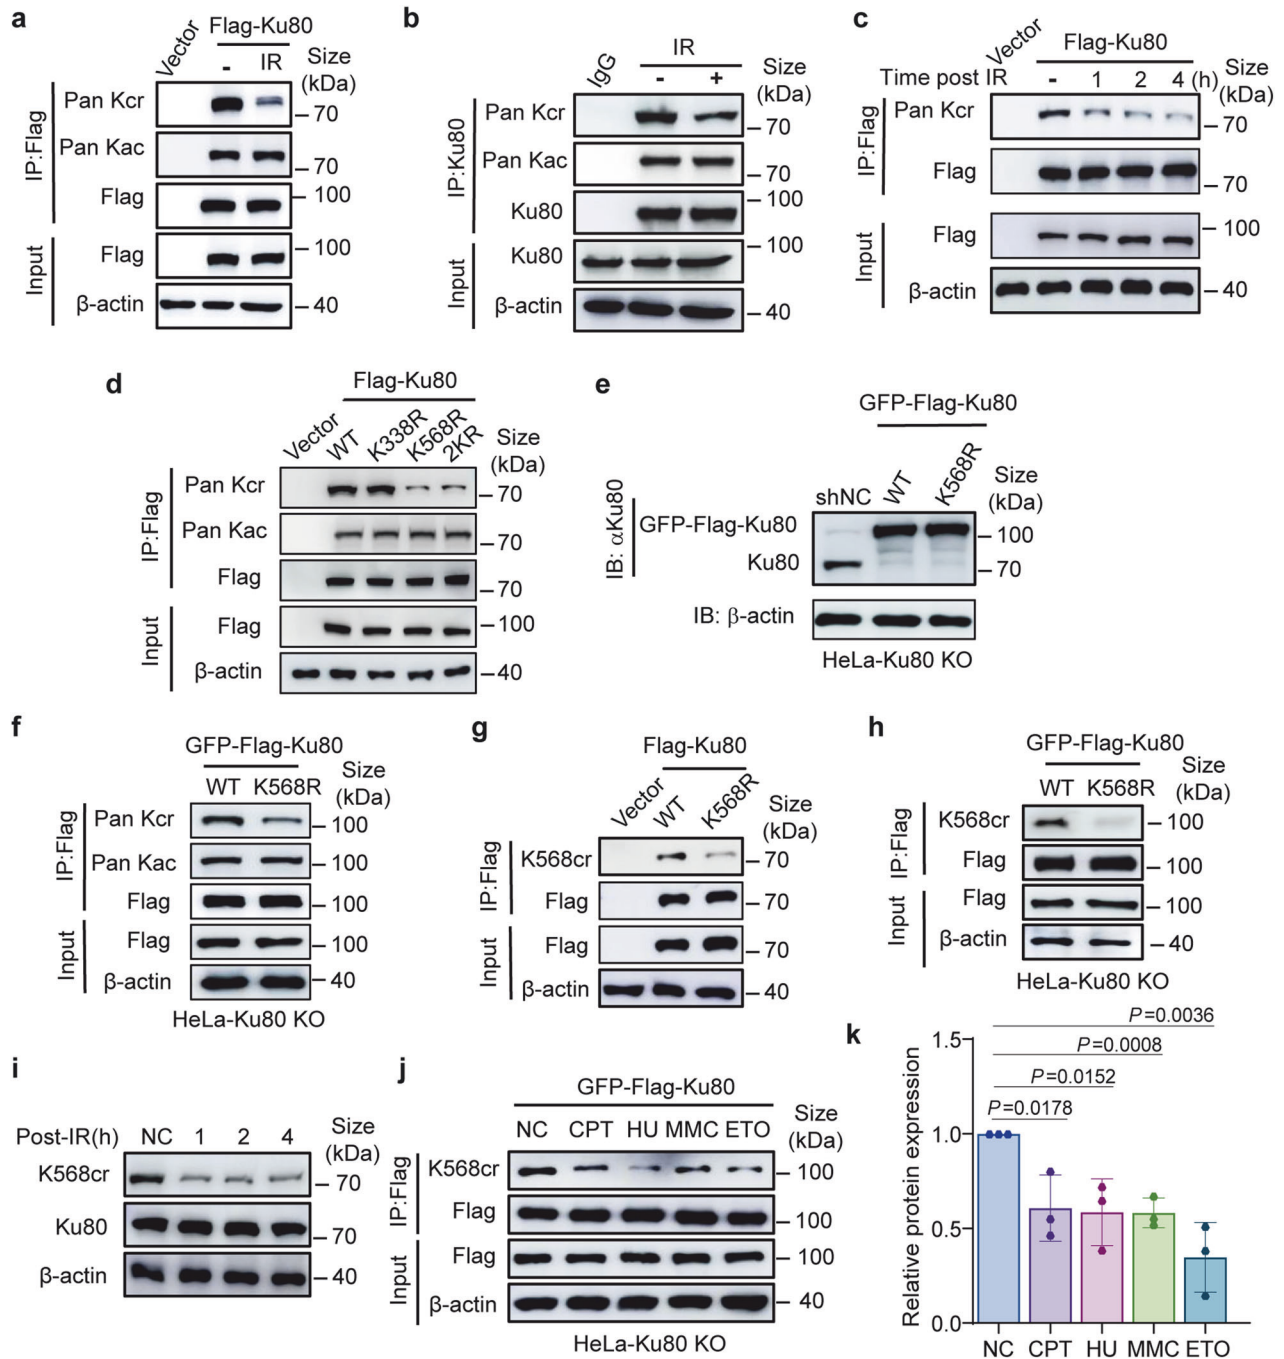 a
Flag-Ku80
Vector
- IR
Size
(kDa)
IP:Flag
Pan Kcr
70
Pan Kac
70
Flag
100
Input
Flag
100
β-actin
40
b
IR
IgG
- +
Size
(kDa)
IP:Ku80
Pan Kcr
70
Pan Kac
70
Ku80
100
Input
Ku80
100
β-actin
40
c
Vector
Flag-Ku80
Time post IR - 1 2 4 (h)
Size
(kDa)
IP:Flag
Pan Kcr
70
Flag
70
Input
Flag
100
β-actin
40
d
Flag-Ku80
Vector WT K338R K568R 2KR
Size
(kDa)
IP:Flag
Pan Kcr
70
Pan Kac
70
Flag
70
Input
Flag
100
β-actin
40
e
GFP-Flag-Ku80
shNC WT K568R
Size
(kDa)
IB: αKu80
GFP-Flag-Ku80
100
Ku80
70
IB: β-actin
HeLa-Ku80 KO
f
GFP-Flag-Ku80
WT K568R
Size
(kDa)
IP:Flag
Pan Kcr
100
Pan Kac
100
Flag
100
Input
Flag
100
β-actin
40
HeLa-Ku80 KO
g
Flag-Ku80
Vector WT K568R
Size
(kDa)
IP:Flag
K568cr
70
Flag
70
Input
Flag
70
β-actin
40
h
GFP-Flag-Ku80
WT K568R
Size
(kDa)
IP:Flag
K568cr
100
Flag
100
Input
Flag
100
β-actin
40
HeLa-Ku80 KO
i
Post-IR(h) NC 1 2 4
Size
(kDa)
K568cr
70
Ku80
70
β-actin
40
j
GFP-Flag-Ku80
NC CPT HU MMC ETO
Size
(kDa)
IP:Flag
K568cr
100
Flag
100
Input
Flag
100
β-actin
40
HeLa-Ku80 KO
k
P=0.0036
P=0.0008
P=0.0152
P=0.0178
Relative protein expression
1.5
1.0
0.5
0.0
NC CPT HU MMC ETO